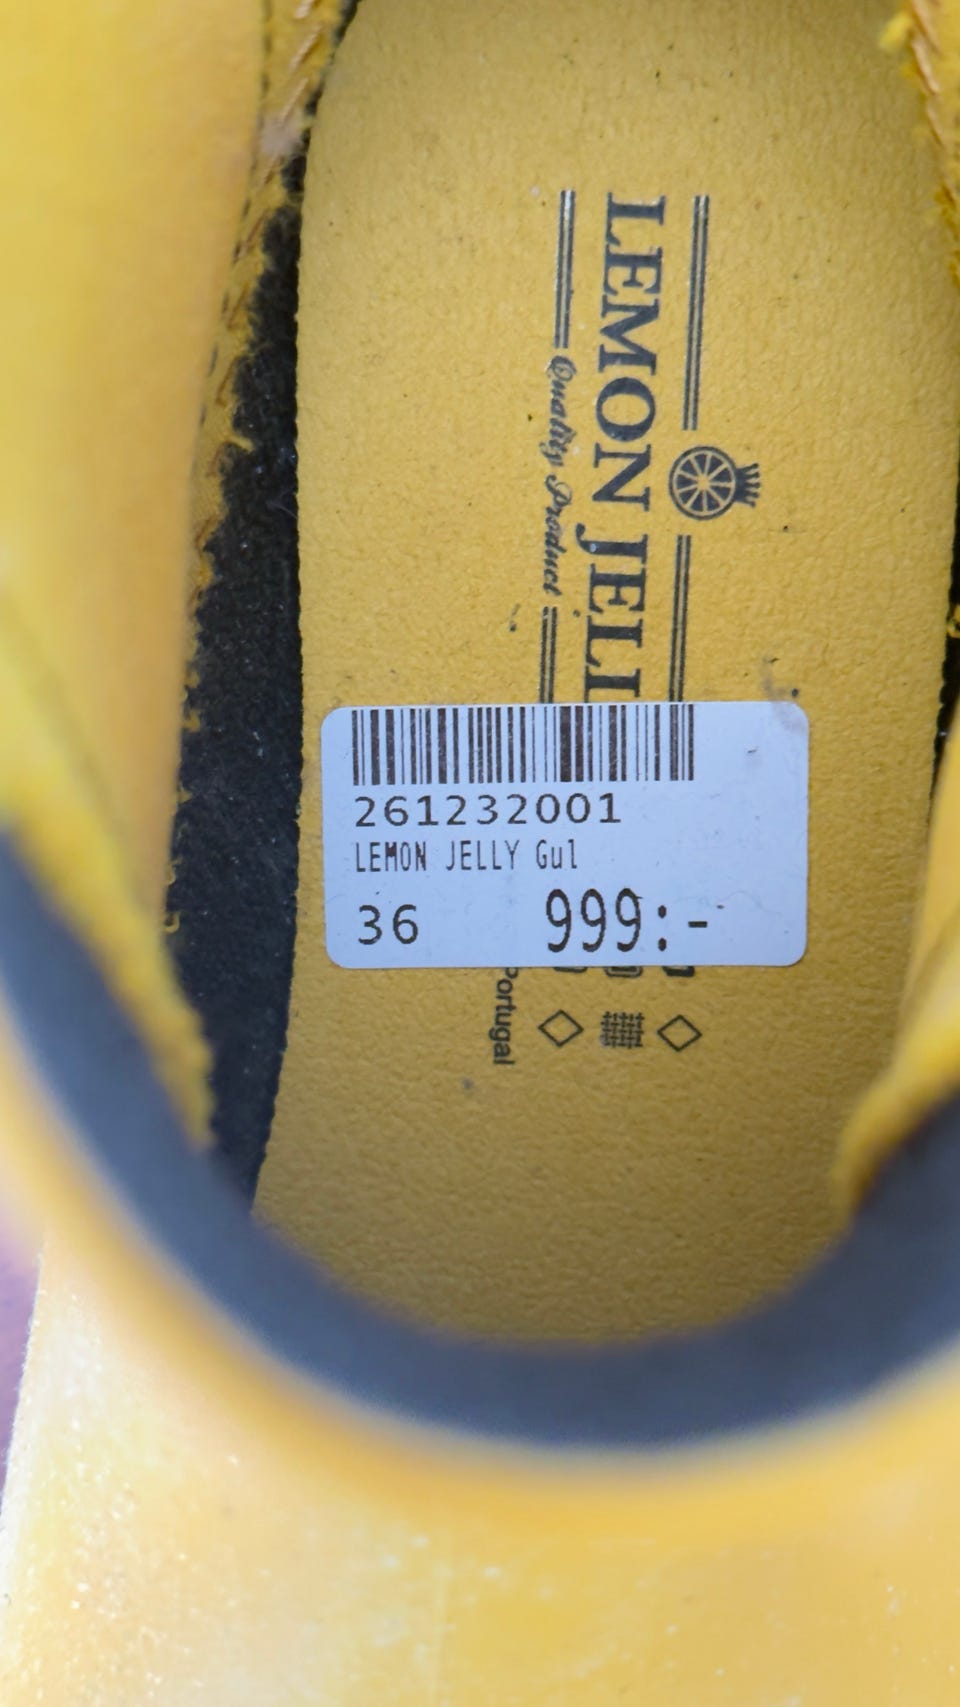 LEMON JELL
Quality Product
261232001
LEMON JELLY Gul
36 999:-
Portugal